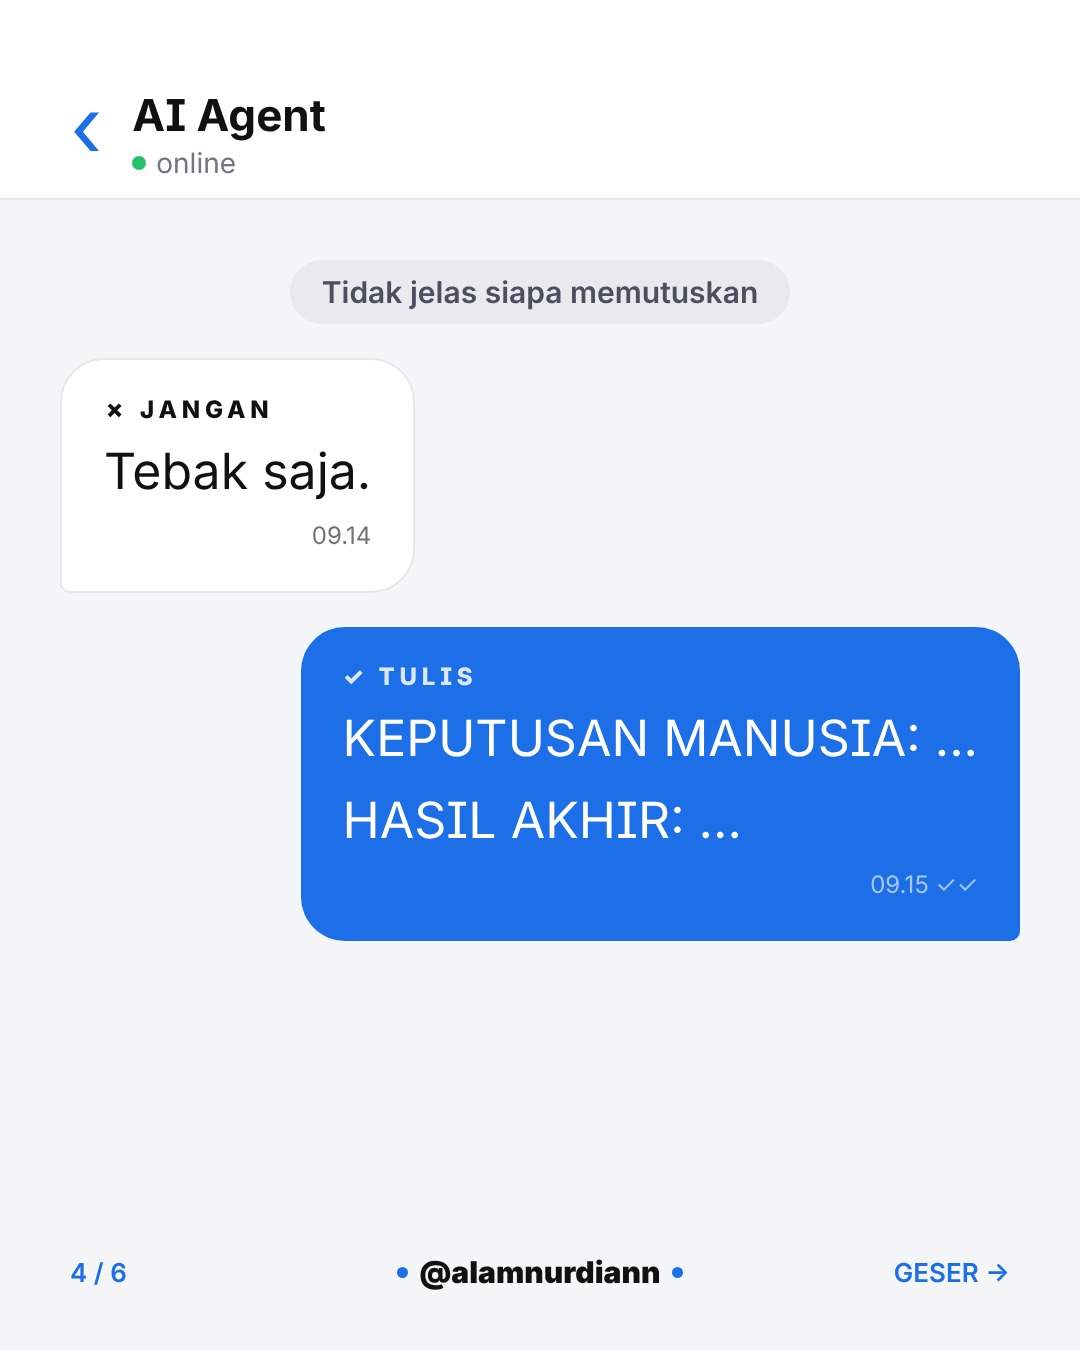 AI Agent
online
Tidak jelas siapa memutuskan
× JANGAN
Tebak saja.
09.14
✓ TULIS
KEPUTUSAN MANUSIA: ...
HASIL AKHIR: ...
09.15 ✓✓
4 / 6
• @alamnurdiann •
GESER →